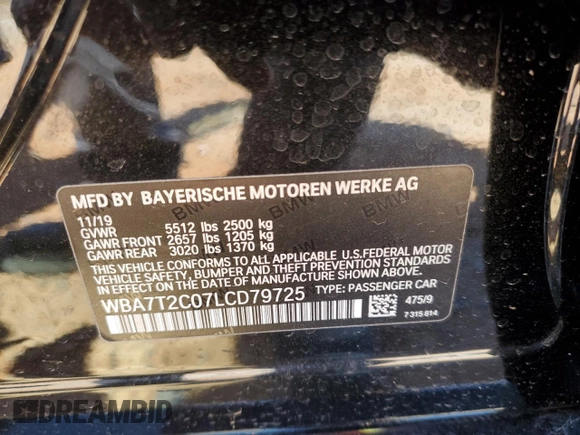 MFD BY BAYERISCHE MOTOREN WERKE AG
11/19
GVWR 5512 lbs 2500 kg
GAWR FRONT 2657 lbs 1205 kg
GAWR REAR 3020 lbs 1370 kg
THIS VEHICLE CONFORMS TO ALL APPLICABLE U.S.FEDERAL MOTOR
VEHICLE SAFETY, BUMPER, AND THEFT PREVENTION STANDARDS
IN EFFECT ON THE DATE OF MANUFACTURE SHOWN ABOVE.
WBA7T2C07LCD79725 TYPE: PASSENGER CAR
475/9
7 315 814
BMW
BMW
BMW
DREAMBID